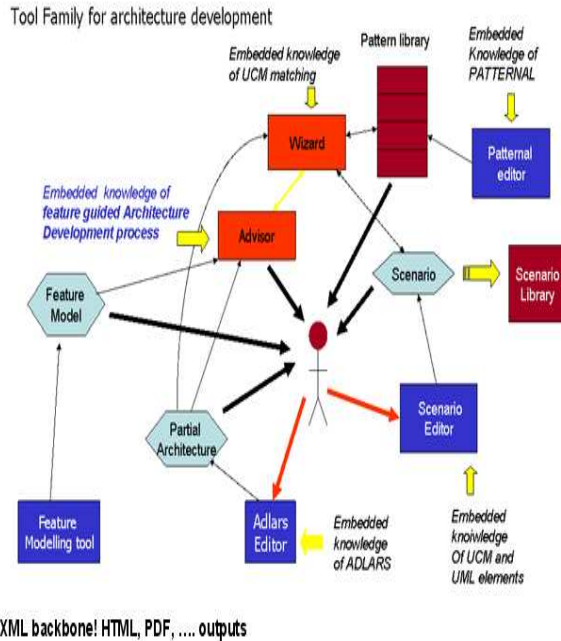 Tool Family for architecture development
Embedded knowledge
of UCM matching
Pattern library
Embedded
Knowledge of
PATTERNAL
Wizard
Patternal
editor
Embedded knowledge of
feature guided Architecture
Development process
Advisor
Scenario
Scenario
Library
Feature
Model
Partial
Architecture
Scenario
Editor
Feature
Modelling tool
Adlars
Editor
Embedded
knowledge
of ADLARS
Embedded
knoiwledge
Of UCM and
UML elements
XML backbone! HTML, PDF, .... outputs